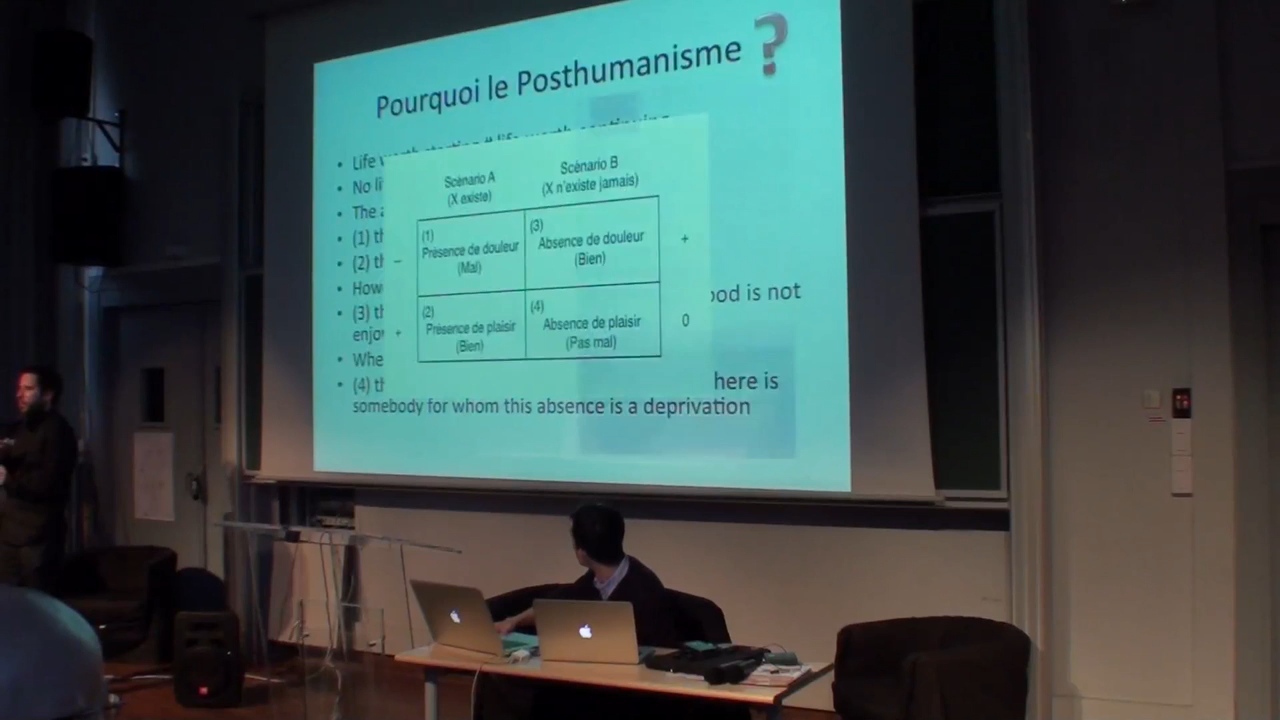 Pourquoi le Posthumanisme ?
• Life
• No li
• The
• (1) th
• (2) th
• How
• (3) th ood is not
enjo
• Whe
• (4) th here is
somebody for whom this absence is a deprivation
Scénario A
(X existe)
Scénario B
(X n'existe jamais)
(1)
Présence de douleur
(Mal)
–
(3)
Absence de douleur
(Bien)
+
(2)
Présence de plaisir
(Bien)
+
(4)
Absence de plaisir
(Pas mal)
0